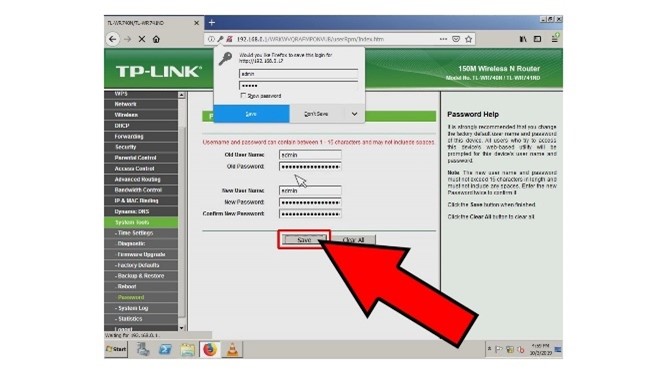 TL-WR740N/TL-WR741ND
192.168.0.1/
/userRpm/Index.htm
TP-LINK
150M Wireless N Router
Model No. TL-WR740N / TL-WR741ND
Would you like Firefox to save this login for
admin
Show password
Save
Don't Save
WPS
Network
Wireless
DHCP
Forwarding
Security
Parental Control
Access Control
Advanced Routing
Bandwidth Control
IP & MAC Binding
Dynamic DNS
System Tools
- Time Settings
- Diagnostic
- Firmware Upgrade
- Factory Defaults
- Backup & Restore
- Reboot
- Password
- System Log
- Statistics
Logout
Username and password can contain between 1 - 15 characters and may not include spaces.
Old User Name: admin
Old Password:
New User Name: admin
New Password:
Confirm New Password:
Save
Clear All
Password Help
It is strongly recommended that you change
the factory default user name and password
of this device. All users who try to access
this device's web-based utility will be
prompted for this device's user name and
password.
Note: The new user name and password
must not exceed 15 characters in length and
must not include any spaces. Enter the new
Password twice to confirm it.
Click the Save button when finished.
Click the Clear All button to clear all.
Waiting for 192.168.0.1...
Start